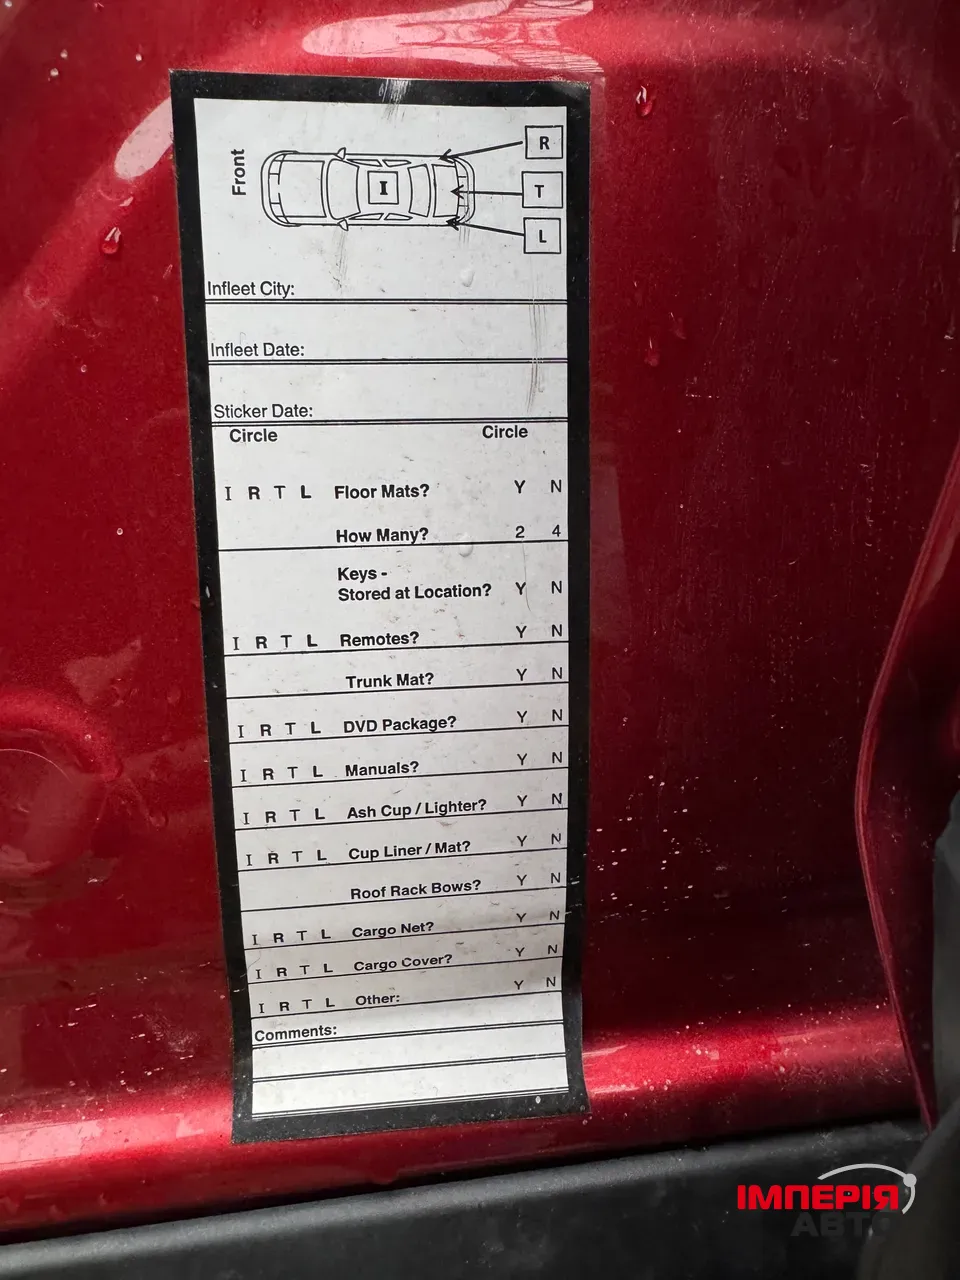 Front
R
I
T
L
Infleet City:
Infleet Date:
Sticker Date:
Circle Circle
I R T L Floor Mats? Y N
How Many? 2 4
Keys -
Stored at Location? Y N
I R T L Remotes? Y N
Trunk Mat? Y N
I R T L DVD Package? Y N
I R T L Manuals? Y N
I R T L Ash Cup / Lighter? Y N
I R T L Cup Liner / Mat? Y N
Roof Rack Bows? Y N
I R T L Cargo Net? Y N
I R T L Cargo Cover? Y N
I R T L Other: Y N
Comments:
ІМПЕРІЯ
АВТО